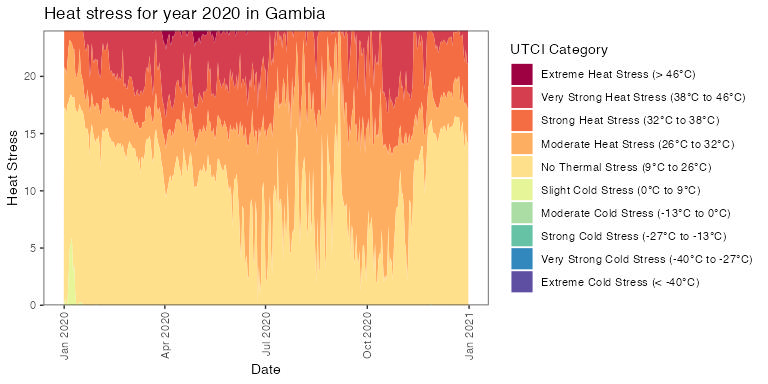 Heat stress for year 2020 in Gambia
Heat Stress
20
15
10
5
0
Jan 2020
Apr 2020
Jul 2020
Oct 2020
Jan 2021
Date
UTCI Category
Extreme Heat Stress (> 46°C)
Very Strong Heat Stress (38°C to 46°C)
Strong Heat Stress (32°C to 38°C)
Moderate Heat Stress (26°C to 32°C)
No Thermal Stress (9°C to 26°C)
Slight Cold Stress (0°C to 9°C)
Moderate Cold Stress (-13°C to 0°C)
Strong Cold Stress (-27°C to -13°C)
Very Strong Cold Stress (-40°C to -27°C)
Extreme Cold Stress (< -40°C)